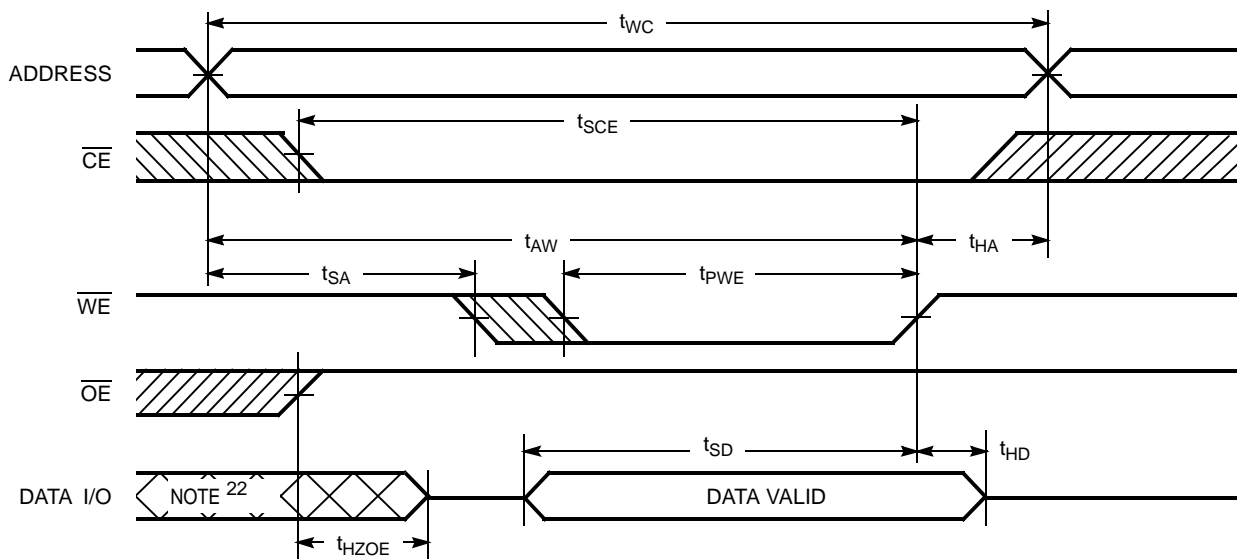 tWC
ADDRESS
tSCE
CE
tAW
tHA
tSA
tPWE
WE
OE
tSD
tHD
DATA I/O
NOTE 22
DATA VALID
tHZOE